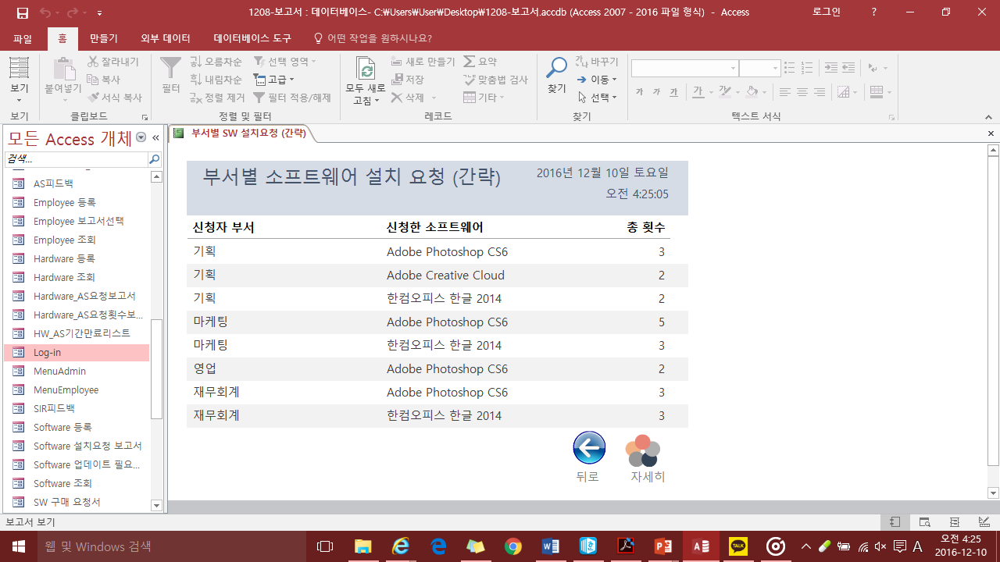 1208-보고서 : 데이터베이스- C:₩Users₩User₩Desktop₩1208-보고서.accdb (Access 2007 - 2016 파일 형식) - Access
로그인
?
파일 홈 만들기 외부 데이터 데이터베이스 도구 어떤 작업을 원하시나요?
보기
보기
붙여넣기
잘라내기
복사
서식 복사
클립보드
필터
오름차순
내림차순
정렬 제거
선택 영역
고급
필터 적용/해제
정렬 및 필터
모두 새로
고침
새로 만들기
저장
삭제
요약
맞춤법 검사
기타
레코드
찾기
바꾸기
이동
선택
찾기
가 가 가 가
텍스트 서식
모든 Access 개체
검색...
AS피드백
Employee 등록
Employee 보고서선택
Employee 조회
Hardware 등록
Hardware 조회
Hardware_AS요청보고서
Hardware_AS요청횟수보...
HW_AS기간만료리스트
Log-in
MenuAdmin
MenuEmployee
SIR피드백
Software 등록
Software 설치요청 보고서
Software 업데이트 필요...
Software 조회
SW 구매 요청서
부서별 SW 설치요청 (간략)
부서별 소프트웨어 설치 요청 (간략)
2016년 12월 10일 토요일
오전 4:25:05
신청자 부서 신청한 소프트웨어 총 횟수
기획 Adobe Photoshop CS6 3
기획 Adobe Creative Cloud 2
기획 한컴오피스 한글 2014 2
마케팅 Adobe Photoshop CS6 5
마케팅 한컴오피스 한글 2014 3
영업 Adobe Photoshop CS6 2
재무회계 Adobe Photoshop CS6 3
재무회계 한컴오피스 한글 2014 3
뒤로 자세히
보고서 보기
웹 및 Windows 검색
TALK
A
오전 4:25
2016-12-10